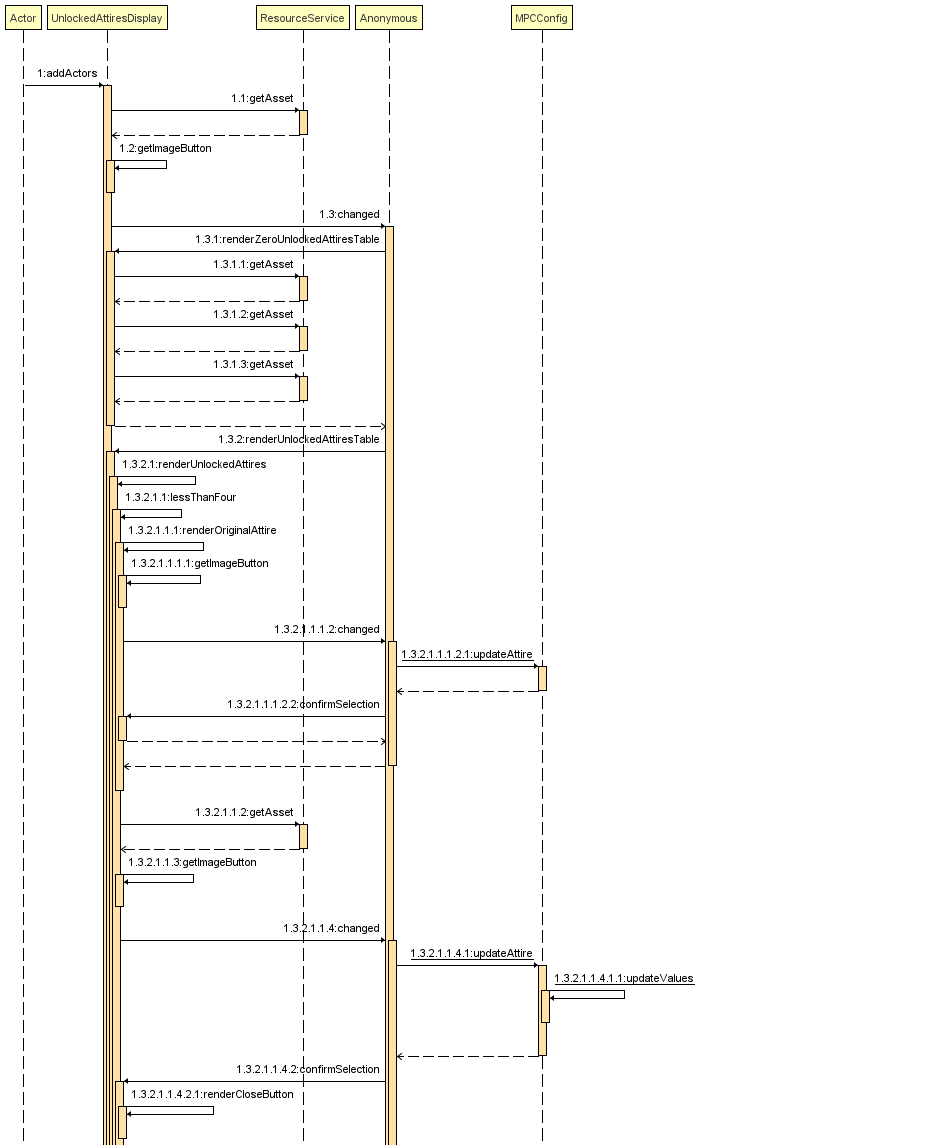 Actor
UnlockedAttiresDisplay
ResourceService
Anonymous
MPCConfig
1:addActors
1.1:getAsset
1.2:getImageButton
1.3:changed
1.3.1:renderZeroUnlockedAttiresTable
1.3.1.1:getAsset
1.3.1.2:getAsset
1.3.1.3:getAsset
1.3.2:renderUnlockedAttiresTable
1.3.2.1:renderUnlockedAttires
1.3.2.1.1:lessThanFour
1.3.2.1.1.1:renderOriginalAttire
1.3.2.1.1.1.1:getImageButton
1.3.2.1.1.1.2:changed
1.3.2.1.1.1.2.1:updateAttire
1.3.2.1.1.1.2.2:confirmSelection
1.3.2.1.1.2:getAsset
1.3.2.1.1.3:getImageButton
1.3.2.1.1.4:changed
1.3.2.1.1.4.1:updateAttire
1.3.2.1.1.4.1.1:updateValues
1.3.2.1.1.4.2:confirmSelection
1.3.2.1.1.4.2.1:renderCloseButton